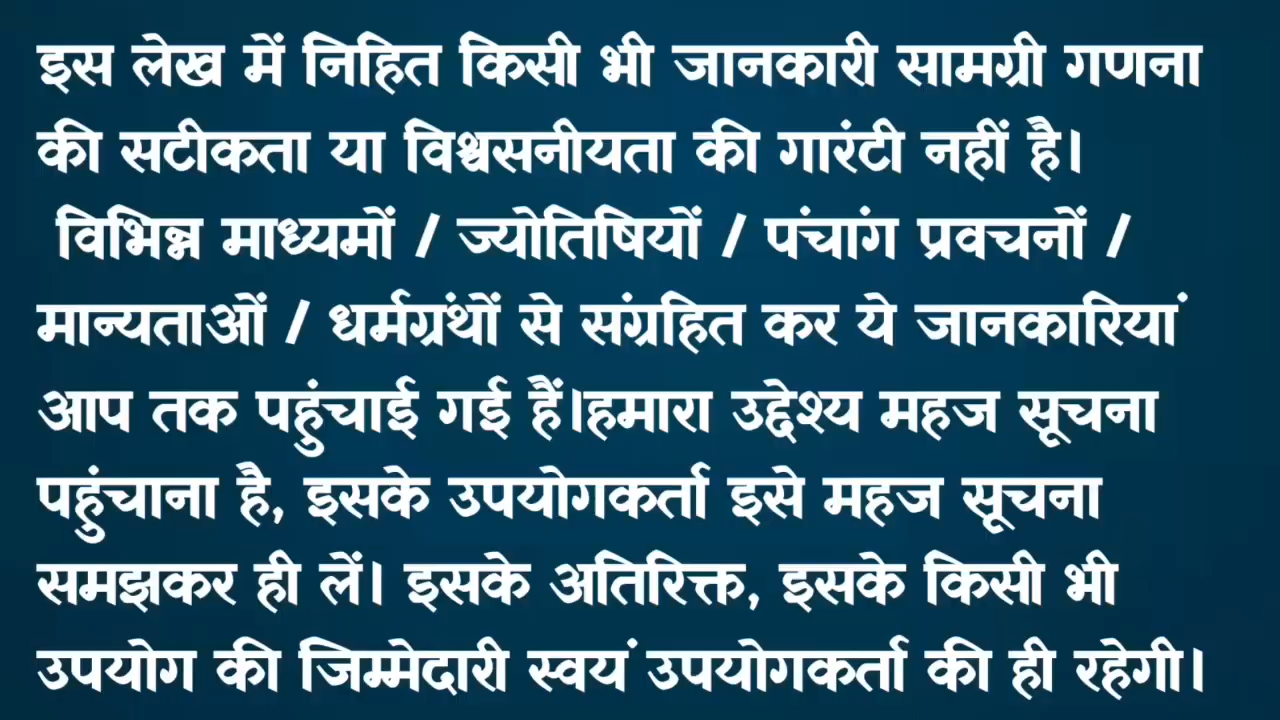 इस लेख में निहित किसी भी जानकारी सामग्री गणना
की सटीकता या विश्वसनीयता की गारंटी नहीं है।
विभिन्न माध्यमों / ज्योतिषियों / पंचांग प्रवचनों /
मान्यताओं / धर्मग्रंथों से संग्रहित कर ये जानकारियां
आप तक पहुंचाई गई हैं।हमारा उद्देश्य महज सूचना
पहुंचाना है, इसके उपयोगकर्ता इसे महज सूचना
समझकर ही लें। इसके अतिरिक्त, इसके किसी भी
उपयोग की जिम्मेदारी स्वयं उपयोगकर्ता की ही रहेगी।